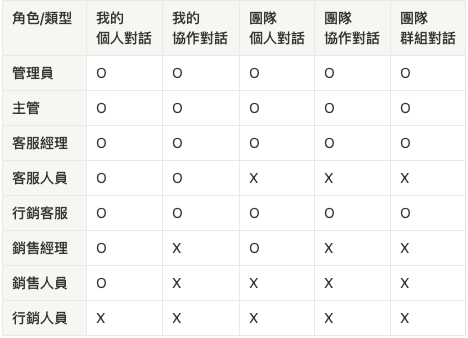 角色/類型 我的個人對話 我的協作對話 團隊個人對話 團隊協作對話 團隊群組對話
管理員 O O O O O
主管 O O O O O
客服經理 O O O O O
客服人員 O O X X X
行銷客服 O O O O O
銷售經理 O X O X X
銷售人員 O X X X X
行銷人員 X X X X X